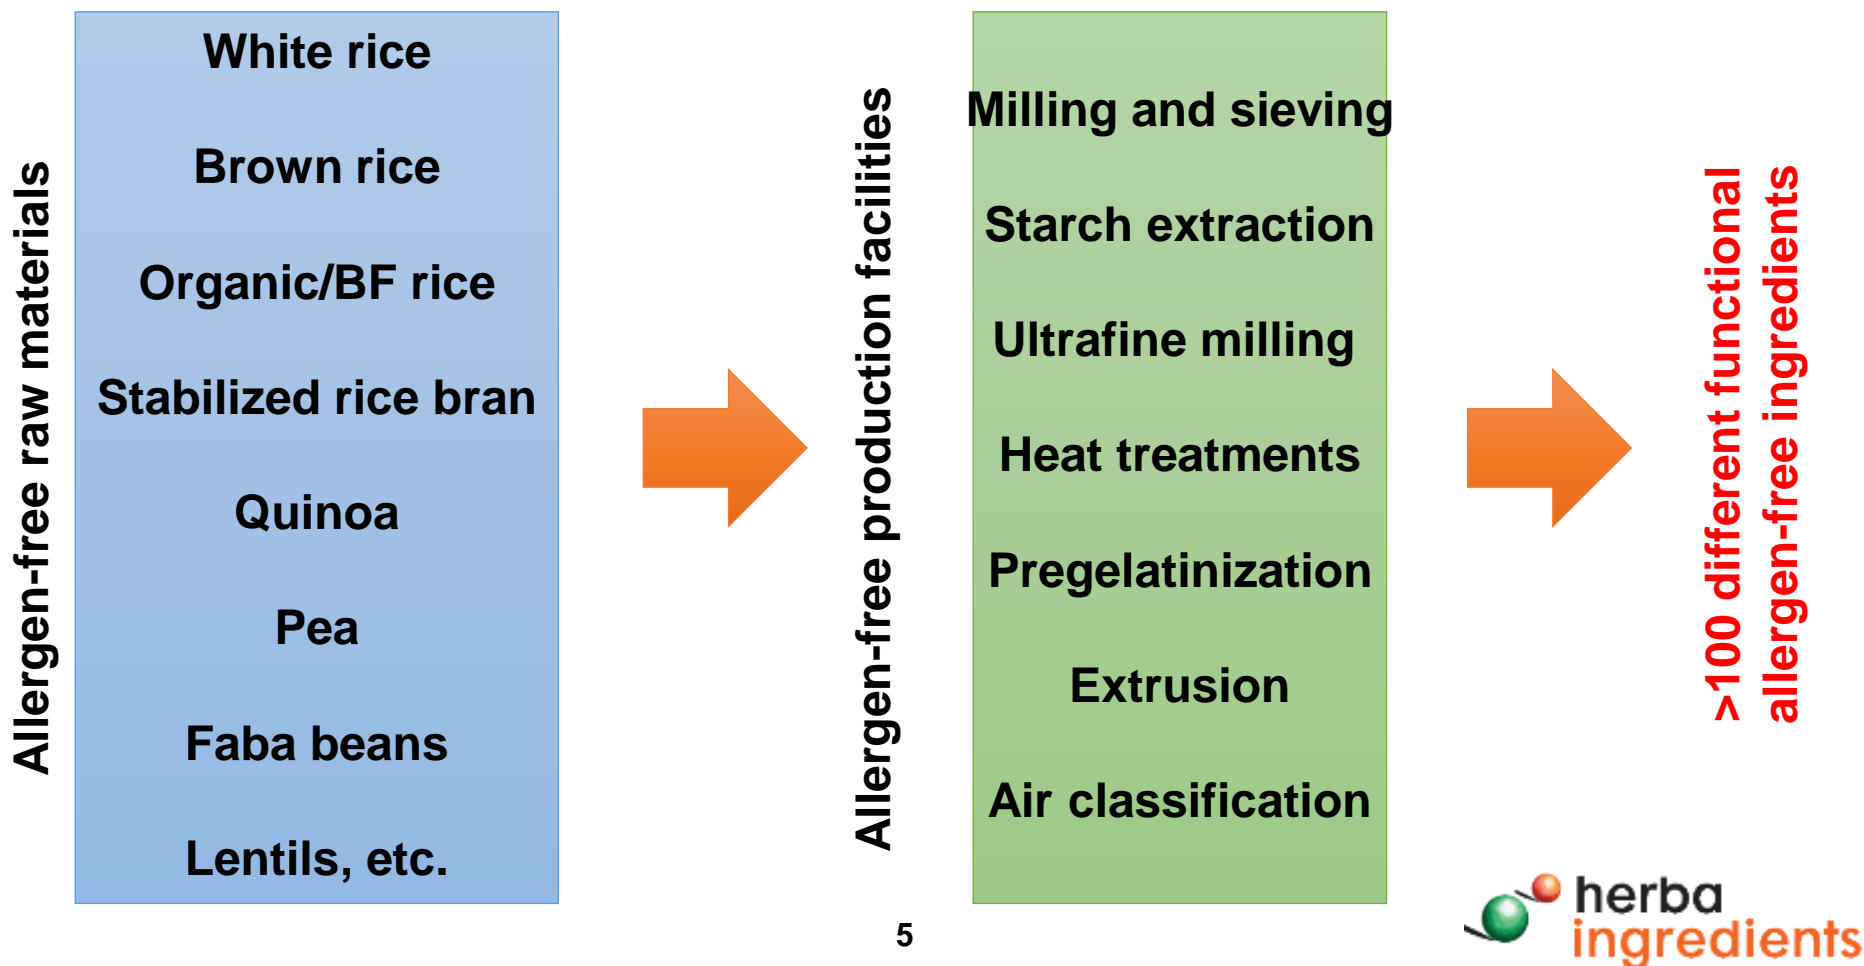 Allergen-free raw materials
White rice
Brown rice
Organic/BF rice
Stabilized rice bran
Quinoa
Pea
Faba beans
Lentils, etc.
Allergen-free production facilities
Milling and sieving
Starch extraction
Ultrafine milling
Heat treatments
Pregelatinization
Extrusion
Air classification
>100 different functional
allergen-free ingredients
5
herba
ingredients